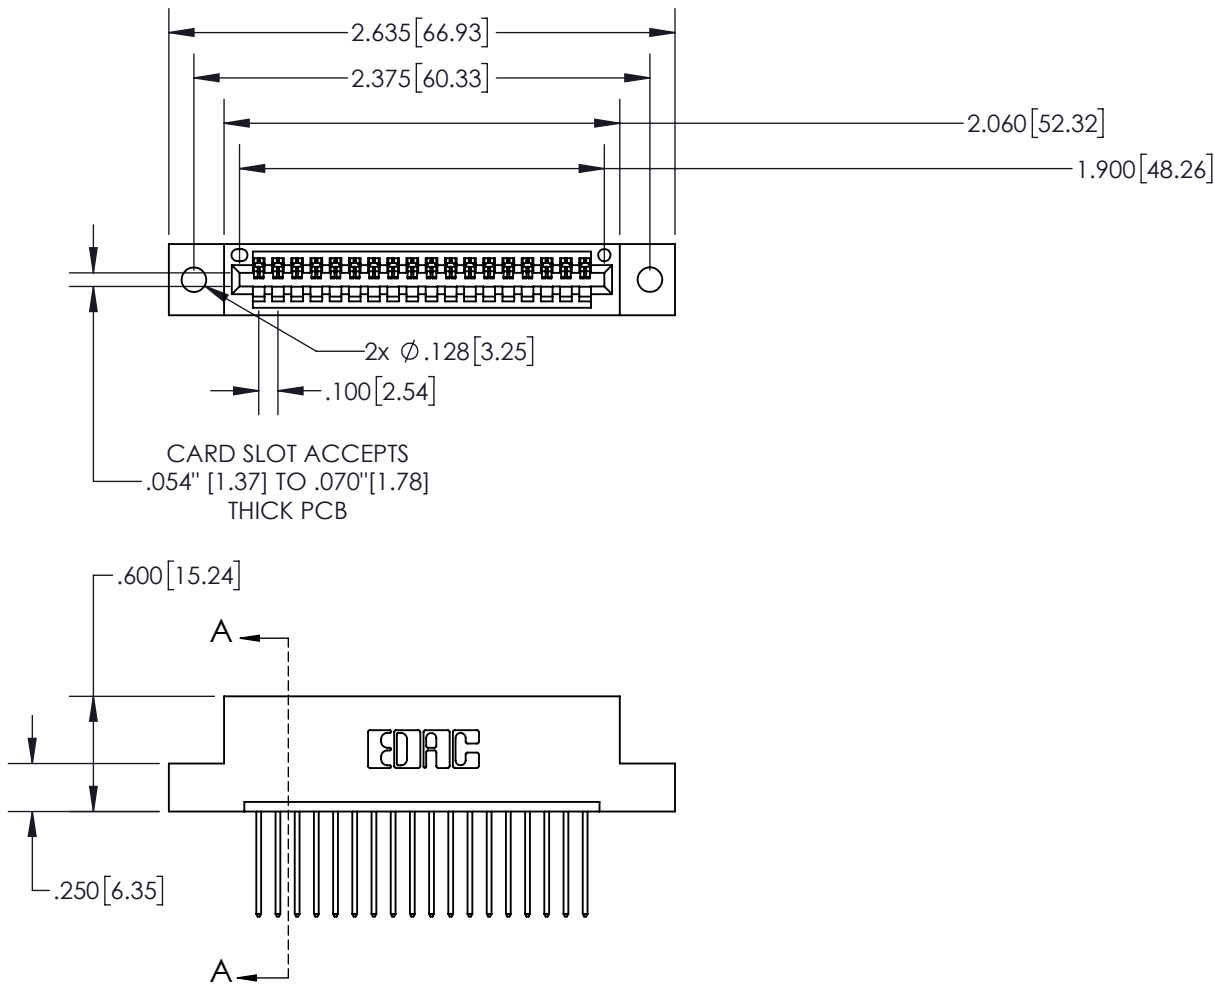 2.635[66.93]
2.375[60.33]
2.060[52.32]
1.900[48.26]
2x Ø.128[3.25]
.100[2.54]
CARD SLOT ACCEPTS
.054" [1.37] TO .070"[1.78]
THICK PCB
.600[15.24]
A
EDAC
.250[6.35]
A